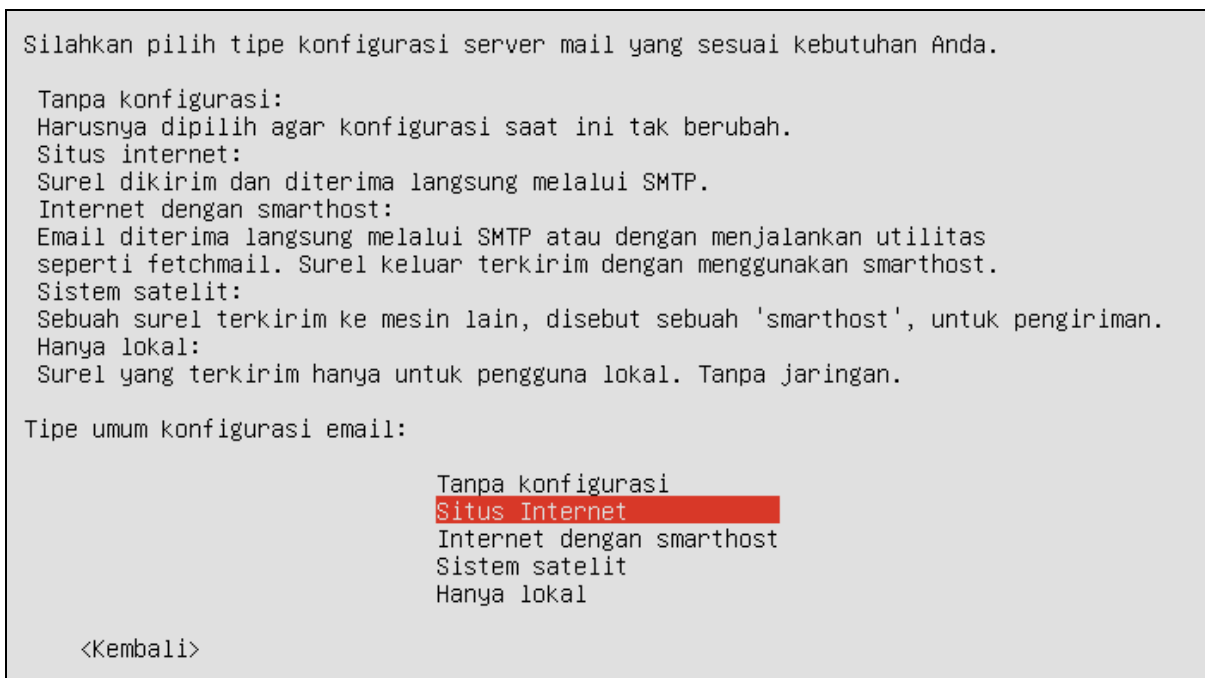 Silahkan pilih tipe konfigurasi server mail yang sesuai kebutuhan Anda.
Tanpa konfigurasi:
Harusnya dipilih agar konfigurasi saat ini tak berubah.
Situs internet:
Surel dikirim dan diterima langsung melalui SMTP.
Internet dengan smarthost:
Email diterima langsung melalui SMTP atau dengan menjalankan utilitas
seperti fetchmail. Surel keluar terkirim dengan menggunakan smarthost.
Sistem satelit:
Sebuah surel terkirim ke mesin lain, disebut sebuah 'smarthost', untuk pengiriman.
Hanya lokal:
Surel yang terkirim hanya untuk pengguna lokal. Tanpa jaringan.
Tipe umum konfigurasi email:
Tanpa konfigurasi
Situs Internet
Internet dengan smarthost
Sistem satelit
Hanya lokal
<Kembali>